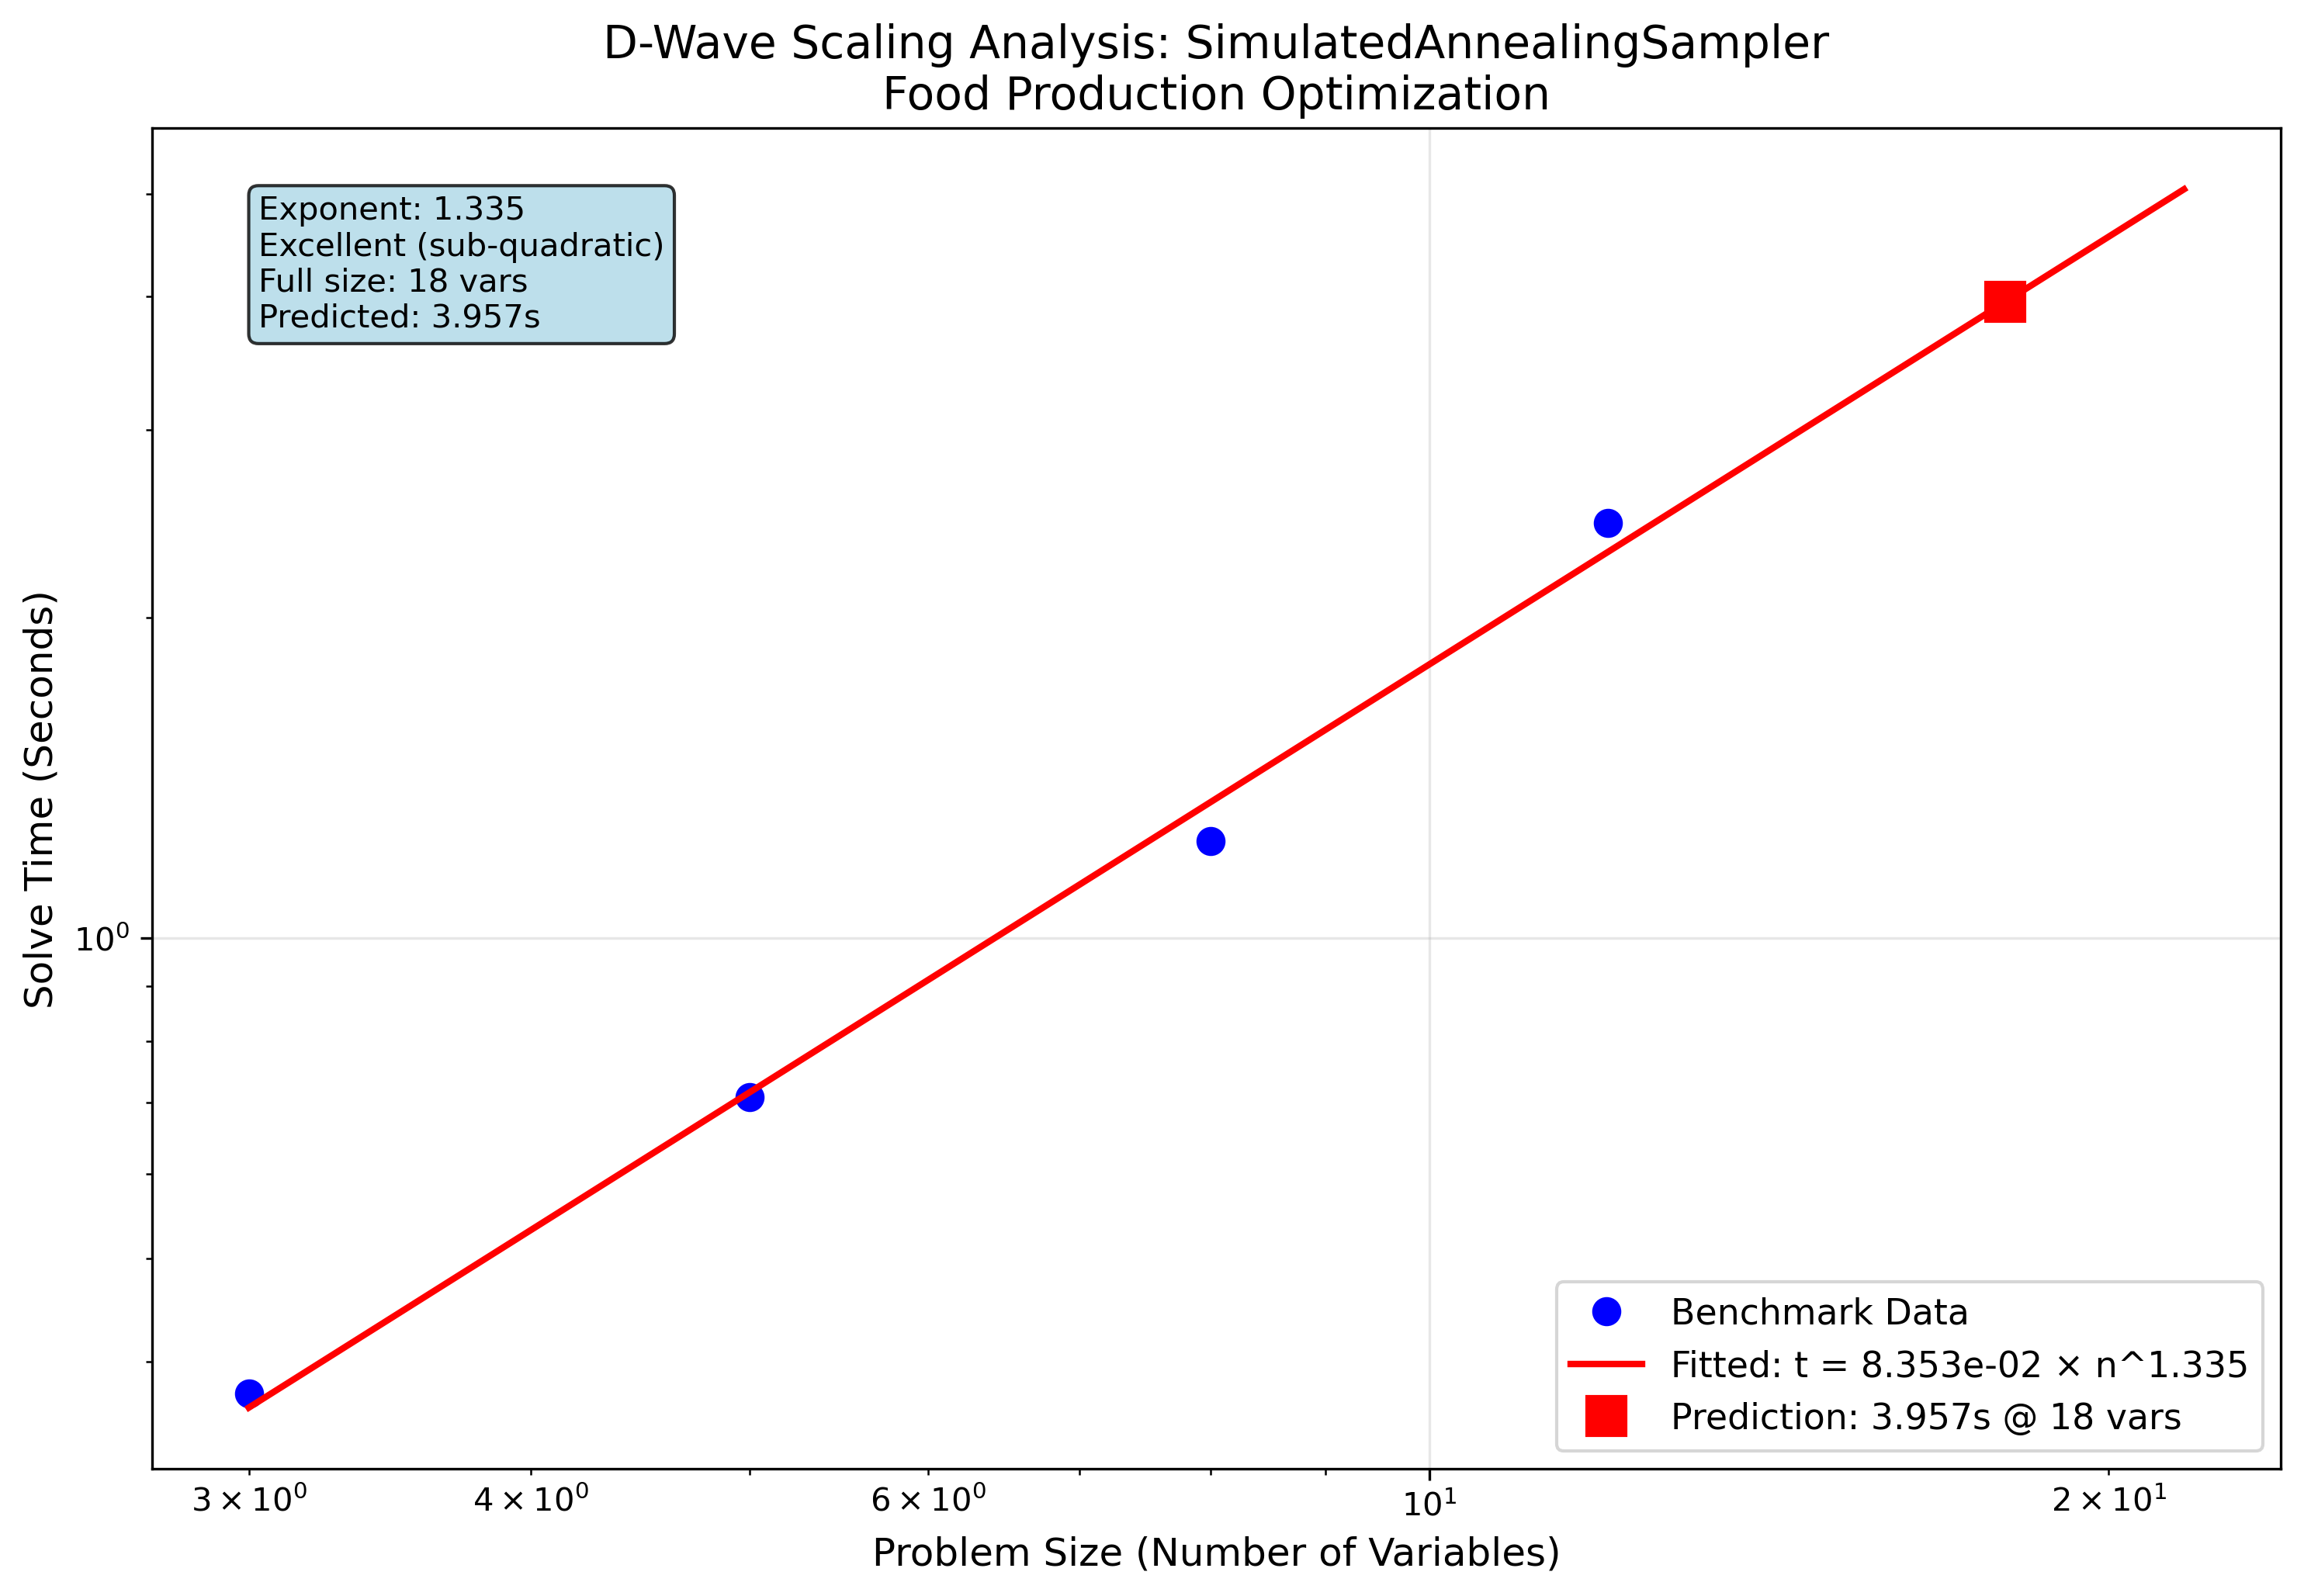 D-Wave Scaling Analysis: SimulatedAnnealingSampler
Food Production Optimization
Exponent: 1.335
Excellent (sub-quadratic)
Full size: 18 vars
Predicted: 3.957s
Solve Time (Seconds)
10⁰
Benchmark Data
Fitted: t = 8.353e-02 × n^1.335
Prediction: 3.957s @ 18 vars
3 × 10⁰
4 × 10⁰
6 × 10⁰
10¹
2 × 10¹
Problem Size (Number of Variables)